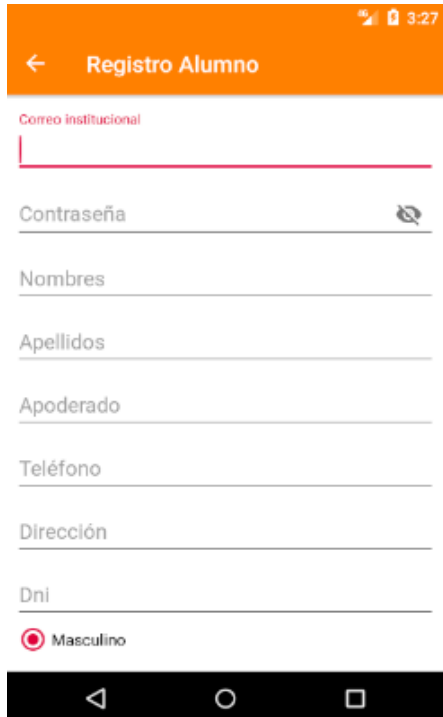 3:27
Registro Alumno
Correo institucional
Contraseña
Nombres
Apellidos
Apoderado
Teléfono
Dirección
Dni
Masculino